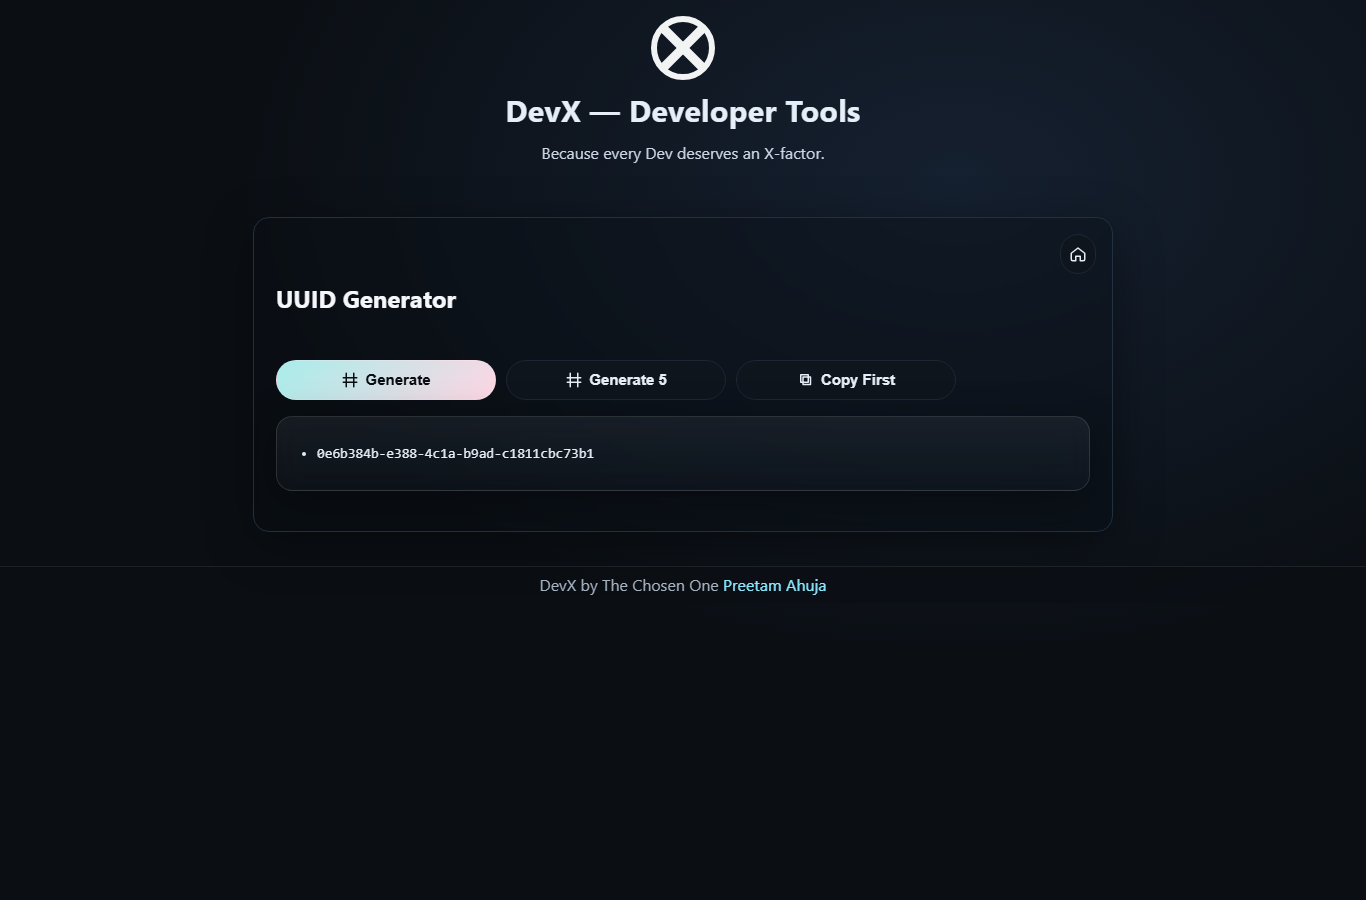 DevX — Developer Tools
Because every Dev deserves an X-factor.
UUID Generator
Generate
Generate 5
Copy First
• 0e6b384b-e388-4c1a-b9ad-c1811cbc73b1
DevX by The Chosen One Preetam Ahuja